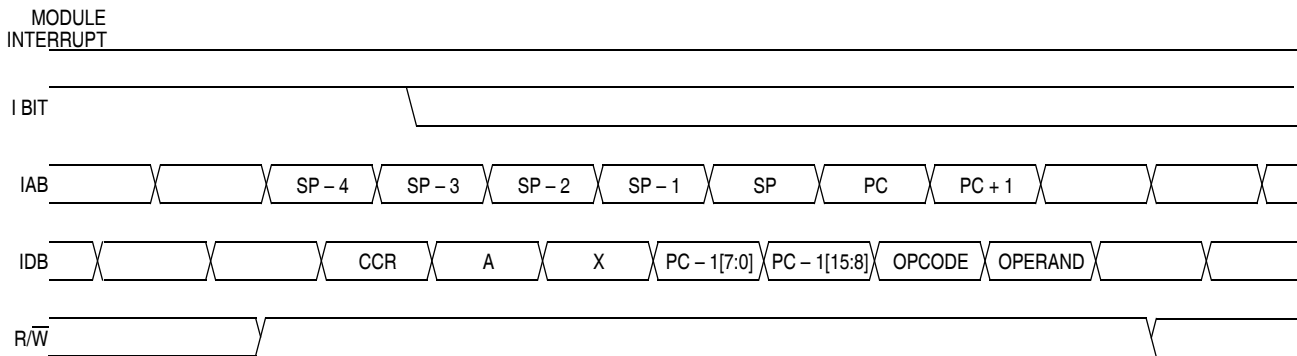 MODULE
INTERRUPT
I BIT
IAB SP – 4 SP – 3 SP – 2 SP – 1 SP PC PC + 1
IDB CCR A X PC – 1[7:0] PC – 1[15:8] OPCODE OPERAND
R/W̅